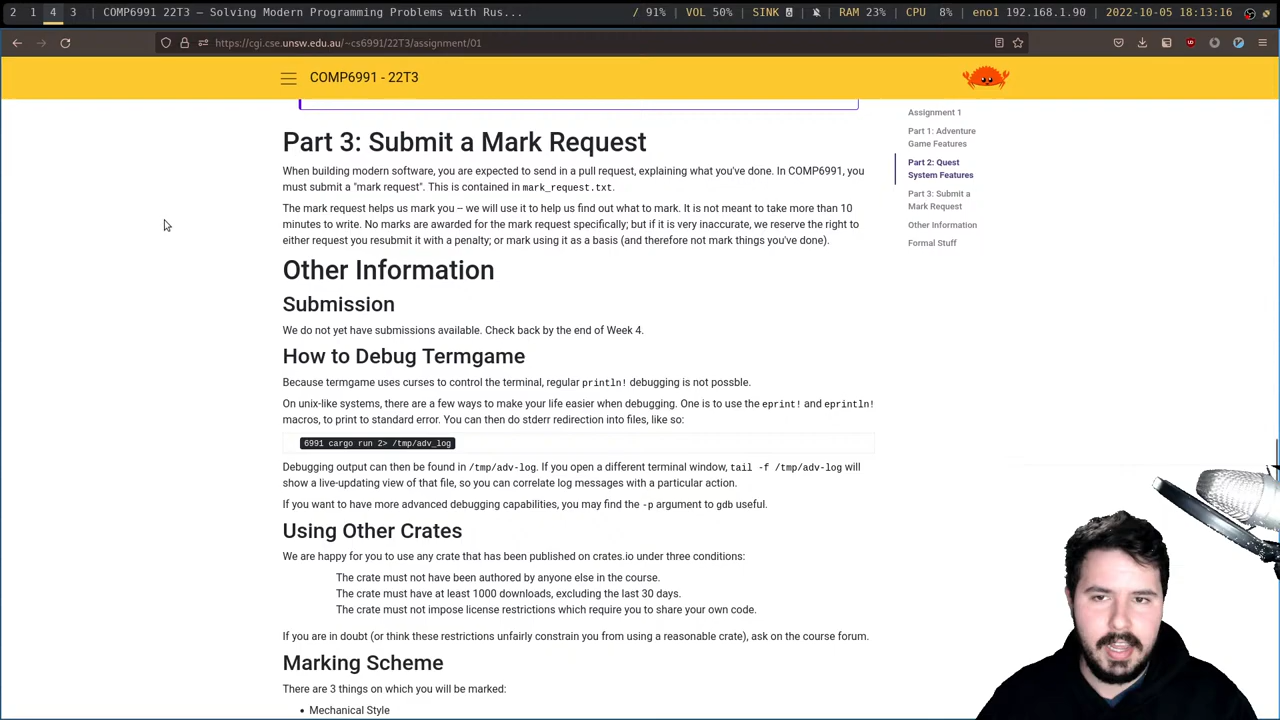 2 1 4 3 COMP6991 22T3 – Solving Modern Programming Problems with Rus... / 91% | VOL 50% | SINK | RAM 23% | CPU 8% | eno1 192.168.1.90 | 2022-10-05 18:13:16
https://cgi.cse.unsw.edu.au/~cs6991/22T3/assignment/01
COMP6991 - 22T3
Assignment 1
Part 1: Adventure
Game Features
Part 2: Quest
System Features
Part 3: Submit a
Mark Request
Other Information
Formal Stuff
Part 3: Submit a Mark Request
When building modern software, you are expected to send in a pull request, explaining what you've done. In COMP6991, you
must submit a "mark request". This is contained in mark_request.txt.
The mark request helps us mark you – we will use it to help us find out what to mark. It is not meant to take more than 10
minutes to write. No marks are awarded for the mark request specifically; but if it is very inaccurate, we reserve the right to
either request you resubmit it with a penalty; or mark using it as a basis (and therefore not mark things you've done).
Other Information
Submission
We do not yet have submissions available. Check back by the end of Week 4.
How to Debug Termgame
Because termgame uses curses to control the terminal, regular println! debugging is not possble.
On unix-like systems, there are a few ways to make your life easier when debugging. One is to use the eprint! and eprintln!
macros, to print to standard error. You can then do stderr redirection into files, like so:
6991 cargo run 2> /tmp/adv_log
Debugging output can then be found in /tmp/adv-log. If you open a different terminal window, tail -f /tmp/adv-log will
show a live-updating view of that file, so you can correlate log messages with a particular action.
If you want to have more advanced debugging capabilities, you may find the -p argument to gdb useful.
Using Other Crates
We are happy for you to use any crate that has been published on crates.io under three conditions:
The crate must not have been authored by anyone else in the course.
The crate must have at least 1000 downloads, excluding the last 30 days.
The crate must not impose license restrictions which require you to share your own code.
If you are in doubt (or think these restrictions unfairly constrain you from using a reasonable crate), ask on the course forum.
Marking Scheme
There are 3 things on which you will be marked:
• Mechanical Style